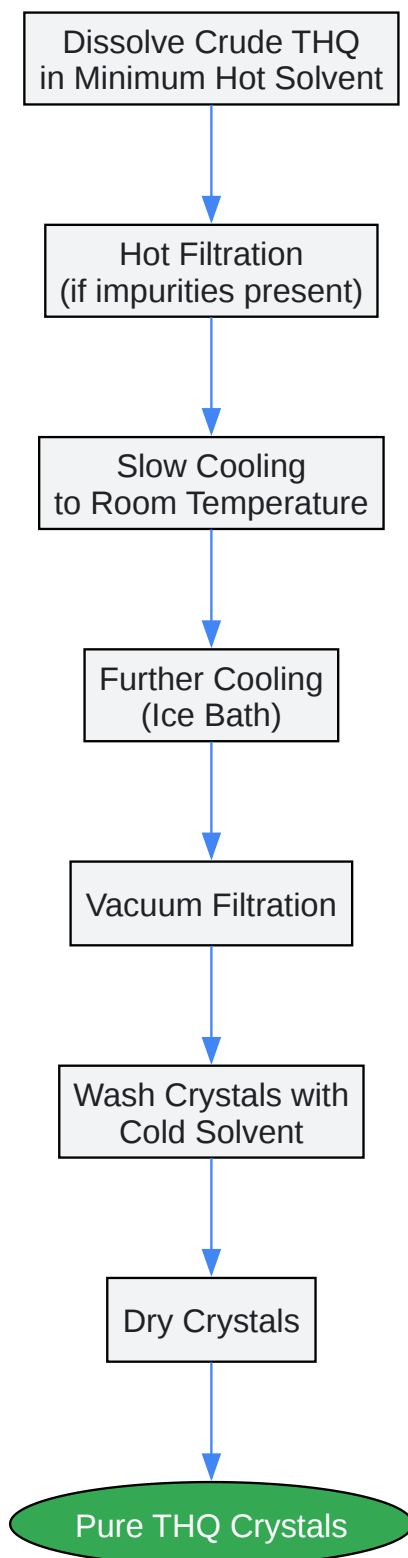 Dissolve Crude THQ
in Minimum Hot Solvent
Hot Filtration
(if impurities present)
Slow Cooling
to Room Temperature
Further Cooling
(Ice Bath)
Vacuum Filtration
Wash Crystals with
Cold Solvent
Dry Crystals
Pure THQ Crystals